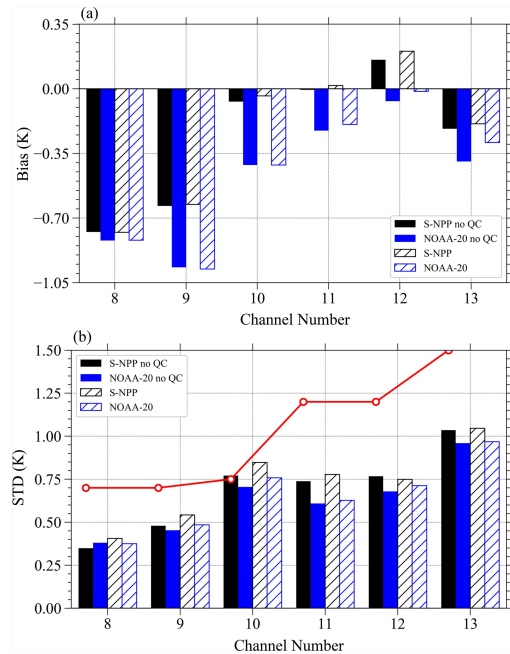 (a)
0.35
0.00
−0.35
−0.70
−1.05
Bias (K)
S-NPP no QC
NOAA-20 no QC
S-NPP
NOAA-20
8 9 10 11 12 13
Channel Number
(b)
1.50
1.25
1.00
0.75
0.50
0.25
0.00
STD (K)
S-NPP no QC
NOAA-20 no QC
S-NPP
NOAA-20
8 9 10 11 12 13
Channel Number